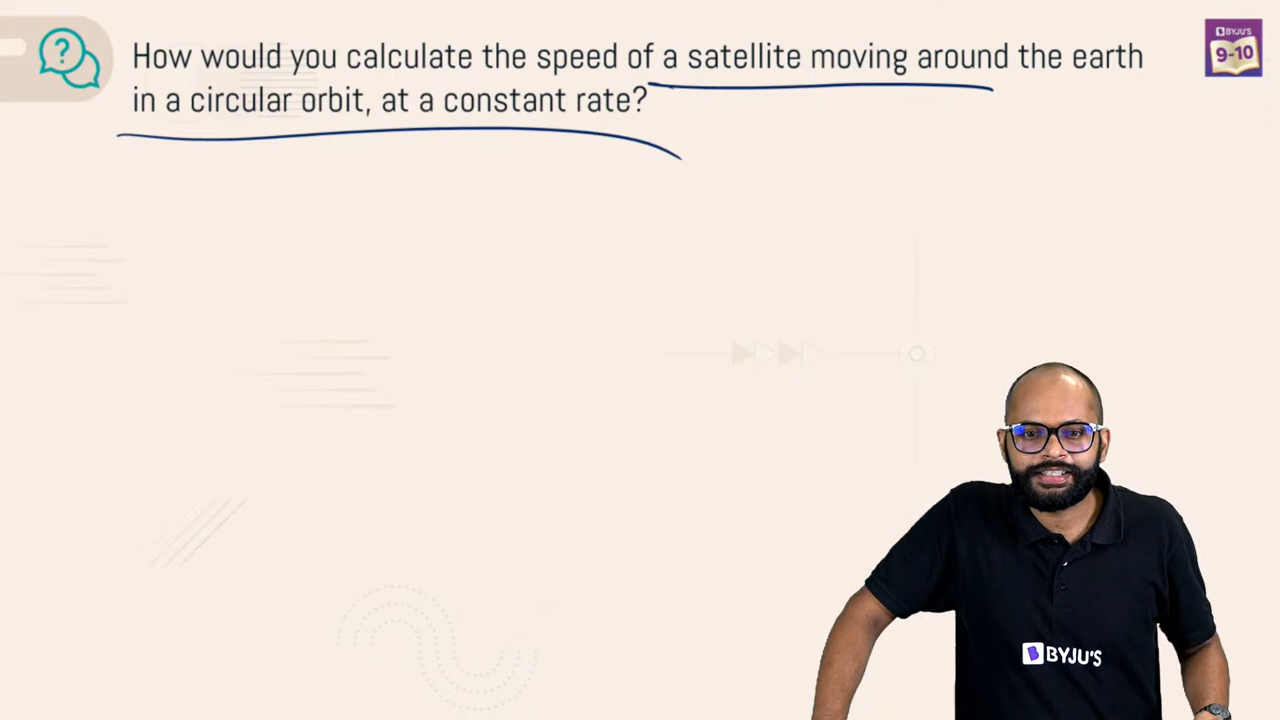 How would you calculate the speed of a satellite moving around the earth
in a circular orbit, at a constant rate?
?
BYJU'S
9-10
BYJU'S